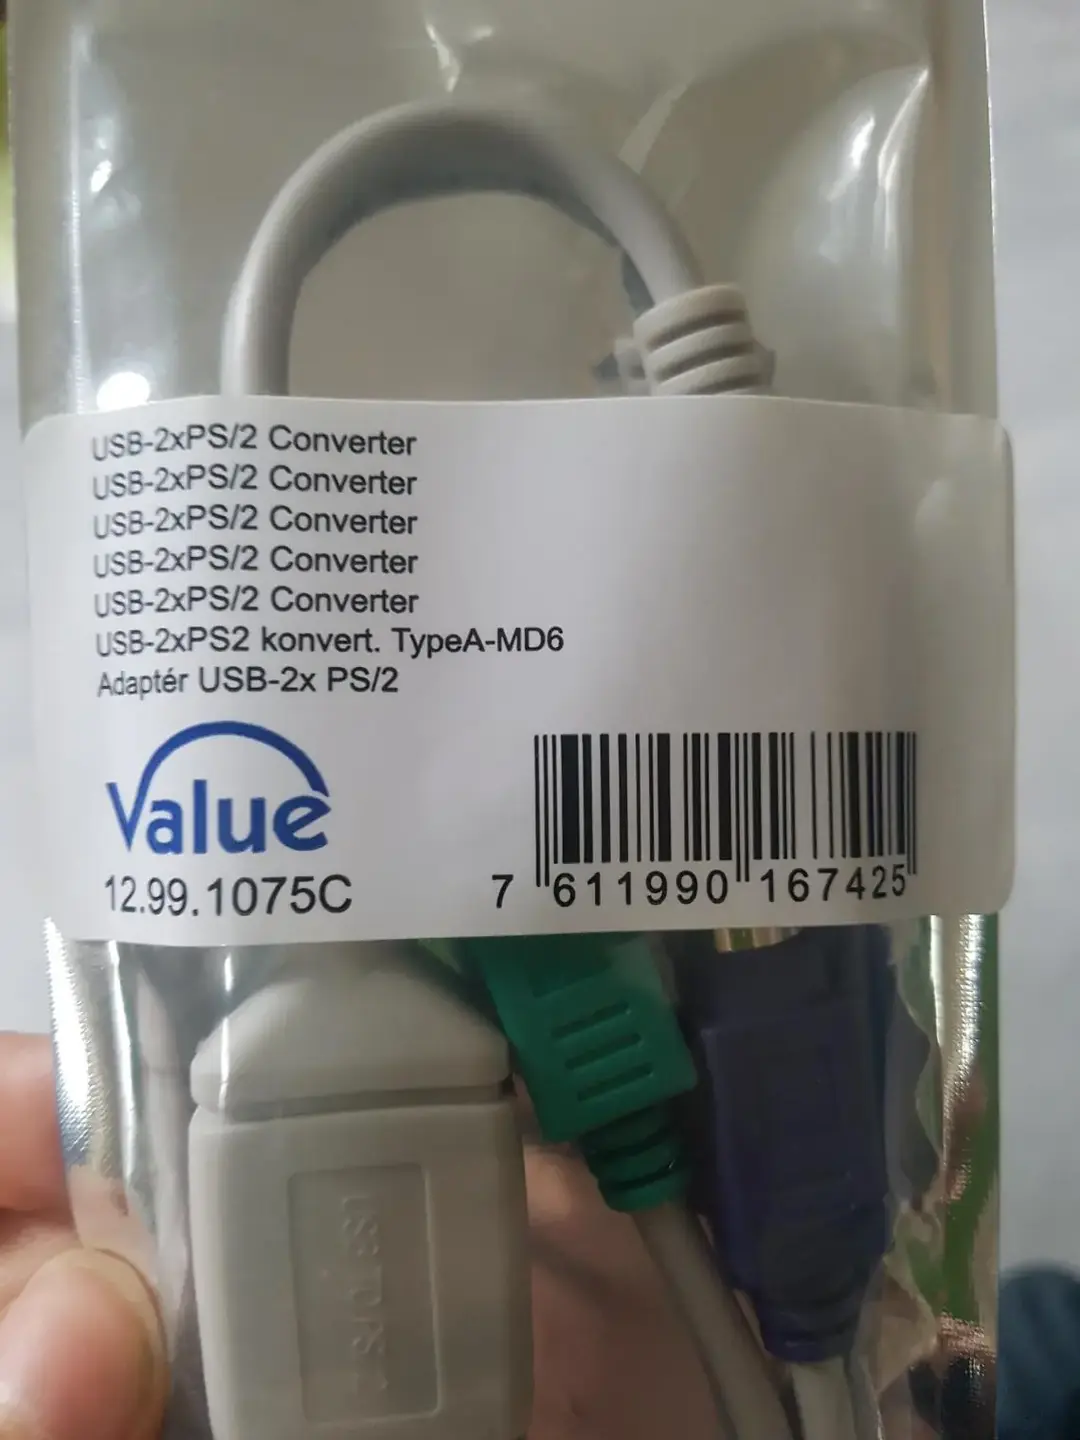 USB-2xPS/2 Converter
USB-2xPS/2 Converter
USB-2xPS/2 Converter
USB-2xPS/2 Converter
USB-2xPS/2 Converter
USB-2xPS2 konvert. TypeA-MD6
Adaptér USB-2x PS/2
Value
12.99.1075C
7 611990 167425